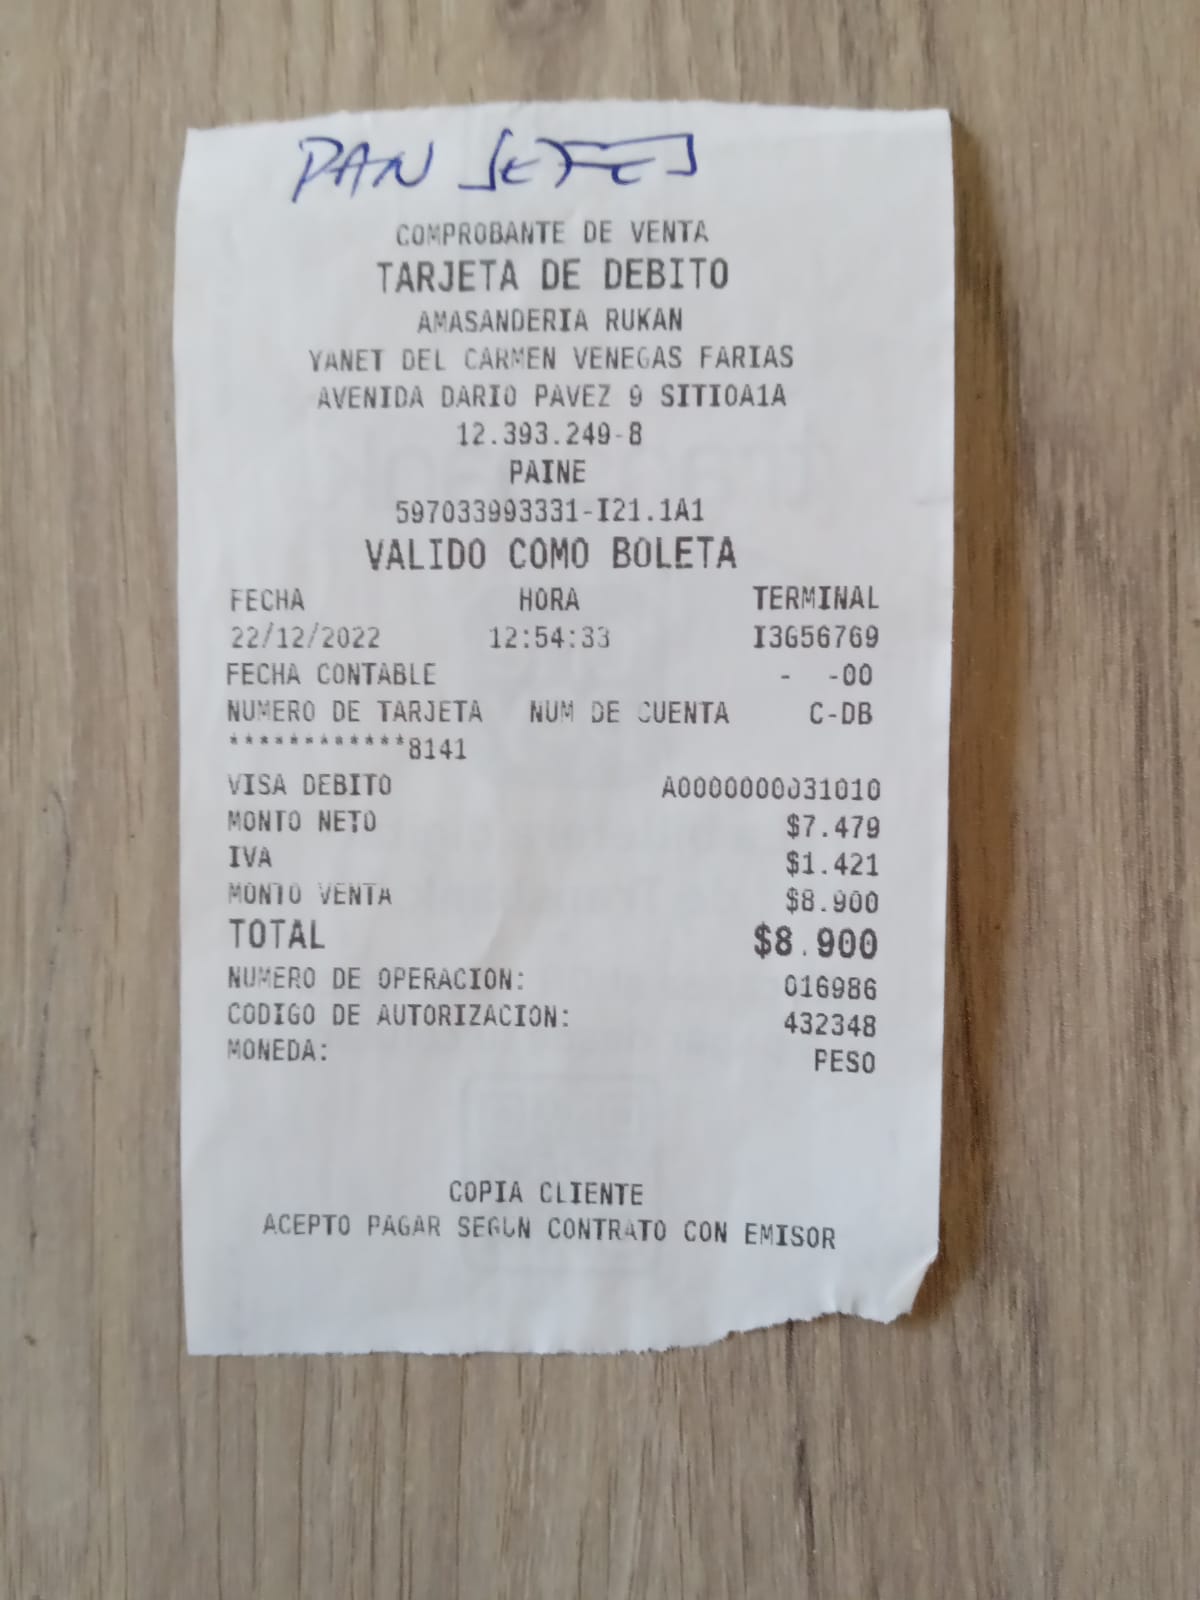 PAN JEFES
COMPROBANTE DE VENTA
TARJETA DE DEBITO
AMASANDERIA RUKAN
YANET DEL CARMEN VENEGAS FARIAS
AVENIDA DARIO PAVEZ 9 SITIOA1A
12.393.249-8
PAINE
597033993331-I21.1A1
VALIDO COMO BOLETA
FECHA HORA TERMINAL
22/12/2022 12:54:33 I3G56769
FECHA CONTABLE - -00
NUMERO DE TARJETA NUM DE CUENTA C-DB
************8141
VISA DEBITO A0000000031010
MONTO NETO $7.479
IVA $1.421
MONTO VENTA $8.900
TOTAL $8.900
NUMERO DE OPERACION: 016986
CODIGO DE AUTORIZACION: 432348
MONEDA: PESO
COPIA CLIENTE
ACEPTO PAGAR SEGUN CONTRATO CON EMISOR